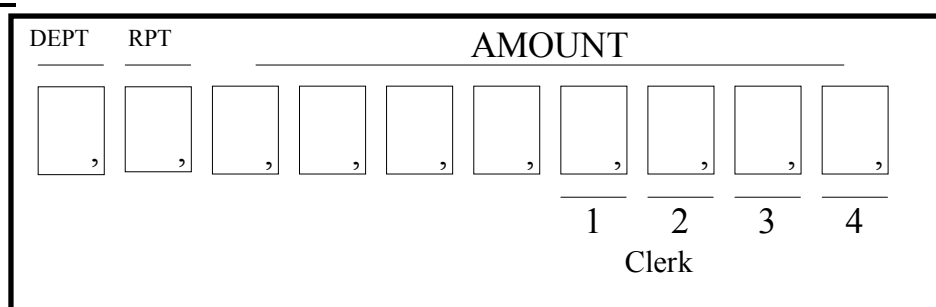 DEPT RPT AMOUNT
, , , , , , , , , ,
1 2 3 4
Clerk